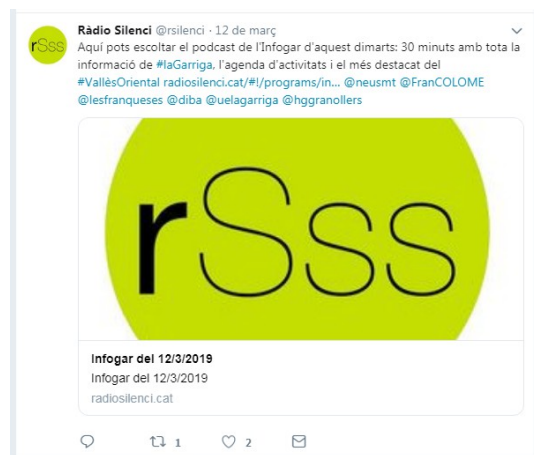 rSss
Ràdio Silenci @rsilenci · 12 de març
Aquí pots escoltar el podcast de l'Infogar d'aquest dimarts: 30 minuts amb tota la
informació de #laGarriga, l'agenda d'activitats i el més destacat del
#VallèsOriental radiosilenci.cat/#!/programs/in... @neusmt @FranCOLOME
@lesfranqueses @diba @uelagarriga @hggranollers
rSss
Infogar del 12/3/2019
Infogar del 12/3/2019
radiosilenci.cat
1 2